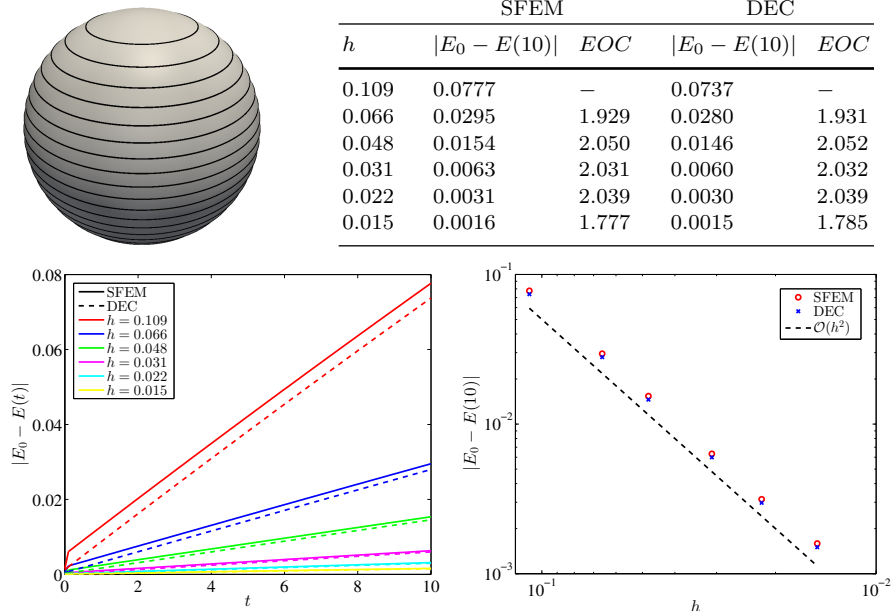 SFEM DEC
h |E₀ − E(10)| EOC |E₀ − E(10)| EOC
0.109 0.0777 − 0.0737 −
0.066 0.0295 1.929 0.0280 1.931
0.048 0.0154 2.050 0.0146 2.052
0.031 0.0063 2.031 0.0060 2.032
0.022 0.0031 2.039 0.0030 2.039
0.015 0.0016 1.777 0.0015 1.785
|E₀ − E(t)|
0.08
0.06
0.04
0.02
0
0 2 4 6 8 10
t
SFEM
DEC
h = 0.109
h = 0.066
h = 0.048
h = 0.031
h = 0.022
h = 0.015
|E₀ − E(10)|
10⁻¹
10⁻²
10⁻³
10⁻¹ 10⁻²
h
SFEM
DEC
𝒪(h²)